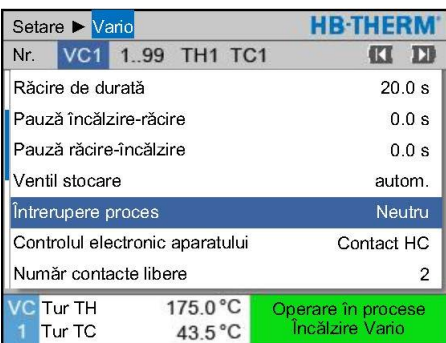 Setare ► Vario HB-THERM®
Nr. VC1 1..99 TH1 TC1
Răcire de durată 20.0 s
Pauză încălzire-răcire 0.0 s
Pauză răcire-încălzire 0.0 s
Ventil stocare autom.
Întrerupere proces Neutru
Controlul electronic aparatului Contact HC
Număr contacte libere 2
VC Tur TH 175.0 °C Operare în procese
1 Tur TC 43.5 °C Încălzire Vario